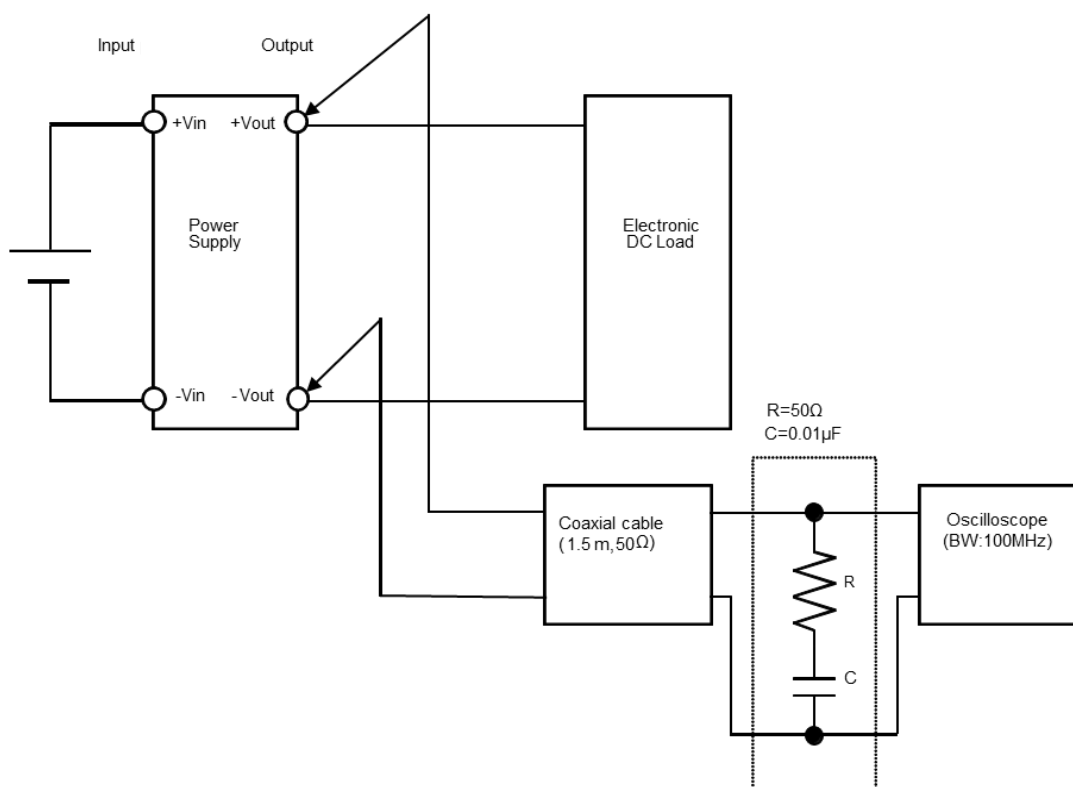 Input
Output
+Vin
+Vout
Power
Supply
Electronic
DC Load
-Vin
-Vout
R=50Ω
C=0.01µF
Coaxial cable
(1.5 m,50Ω)
R
C
Oscilloscope
(BW:100MHz)